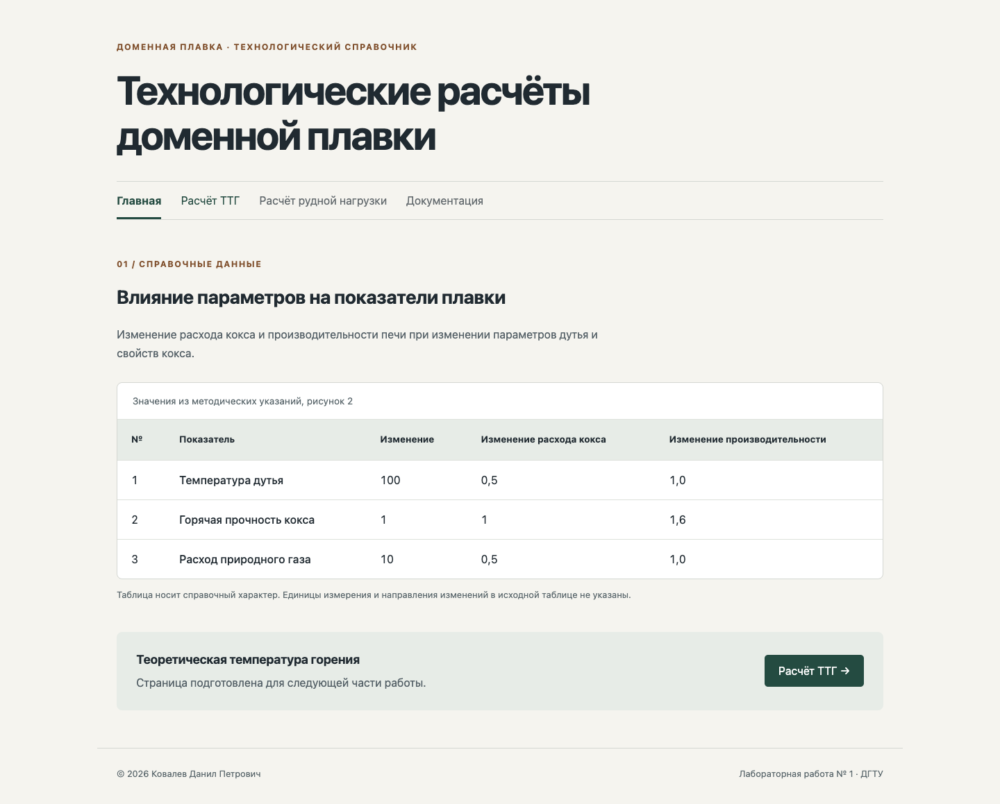 ДОМЕННАЯ ПЛАВКА · ТЕХНОЛОГИЧЕСКИЙ СПРАВОЧНИК
Технологические расчёты
доменной плавки
Главная Расчёт ТТГ Расчёт рудной нагрузки Документация
01 / СПРАВОЧНЫЕ ДАННЫЕ
Влияние параметров на показатели плавки
Изменение расхода кокса и производительности печи при изменении параметров дутья и
свойств кокса.
Значения из методических указаний, рисунок 2
№ Показатель Изменение Изменение расхода кокса Изменение производительности
1 Температура дутья 100 0,5 1,0
2 Горячая прочность кокса 1 1 1,6
3 Расход природного газа 10 0,5 1,0
Таблица носит справочный характер. Единицы измерения и направления изменений в исходной таблице не указаны.
Теоретическая температура горения
Страница подготовлена для следующей части работы.
Расчёт ТТГ →
© 2026 Ковалев Данил Петрович
Лабораторная работа № 1 · ДГТУ